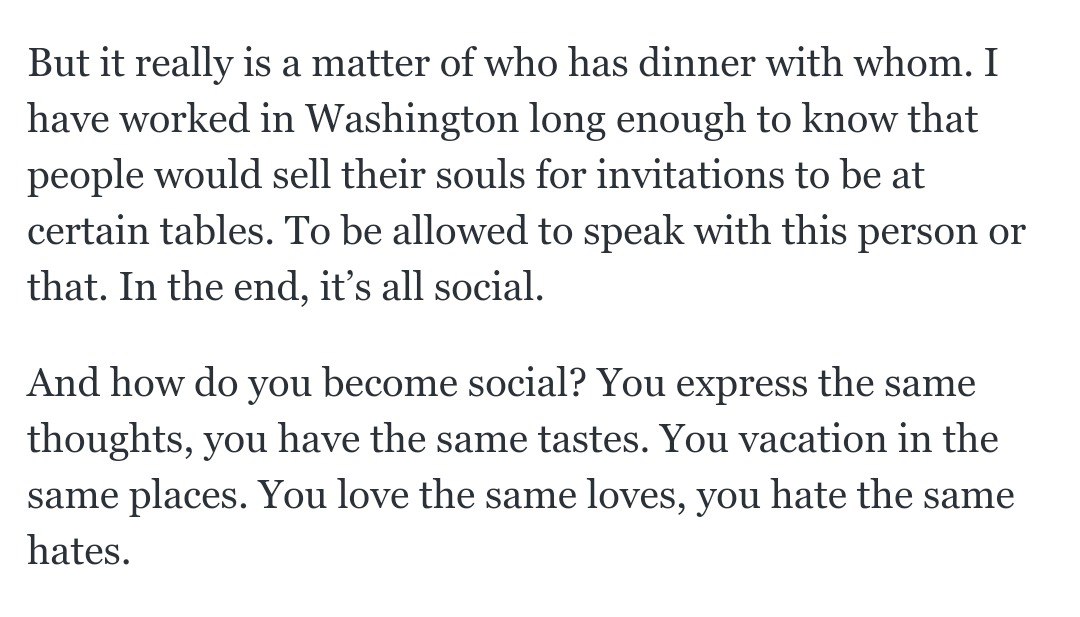 But it really is a matter of who has dinner with whom. I
have worked in Washington long enough to know that
people would sell their souls for invitations to be at
certain tables. To be allowed to speak with this person or
that. In the end, it’s all social.
And how do you become social? You express the same
thoughts, you have the same tastes. You vacation in the
same places. You love the same loves, you hate the same
hates.